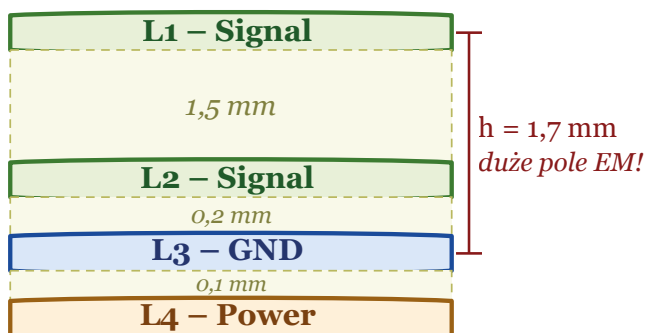 L1 – Signal
1,5 mm
h = 1,7 mm
duże pole EM!
L2 – Signal
0,2 mm
L3 – GND
0,1 mm
L4 – Power